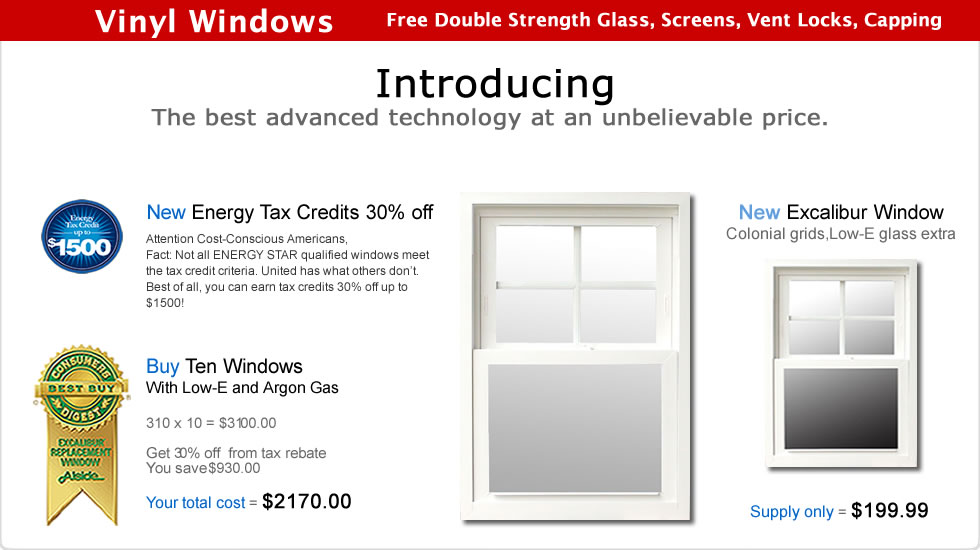 Vinyl Windows
Free Double Strength Glass, Screens, Vent Locks, Capping
Introducing
The best advanced technology at an unbelievable price.
Energy
Tax Credit
up to
$1500
New Energy Tax Credits 30% off
Attention Cost-Conscious Americans,
Fact: Not all ENERGY STAR qualified windows meet
the tax credit criteria. United has what others don't.
Best of all, you can earn tax credits 30% off up to
$1500!
CONSUMERS
BEST BUY
DIGEST
EXCALIBUR
REPLACEMENT
WINDOW
Alside
Buy Ten Windows
With Low-E and Argon Gas
310 x 10 = $3100.00
Get 30% off from tax rebate
You save $930.00
Your total cost = $2170.00
New Excalibur Window
Colonial grids,Low-E glass extra
Supply only = $199.99